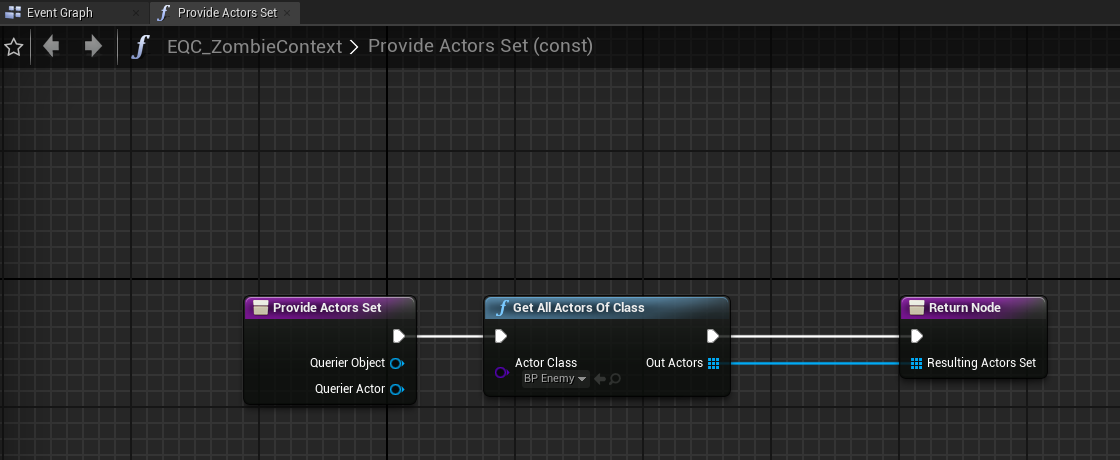 Event Graph
Provide Actors Set
EQC_ZombieContext > Provide Actors Set (const)
Provide Actors Set
Querier Object
Querier Actor
Get All Actors Of Class
Actor Class
BP Enemy
Out Actors
Return Node
Resulting Actors Set